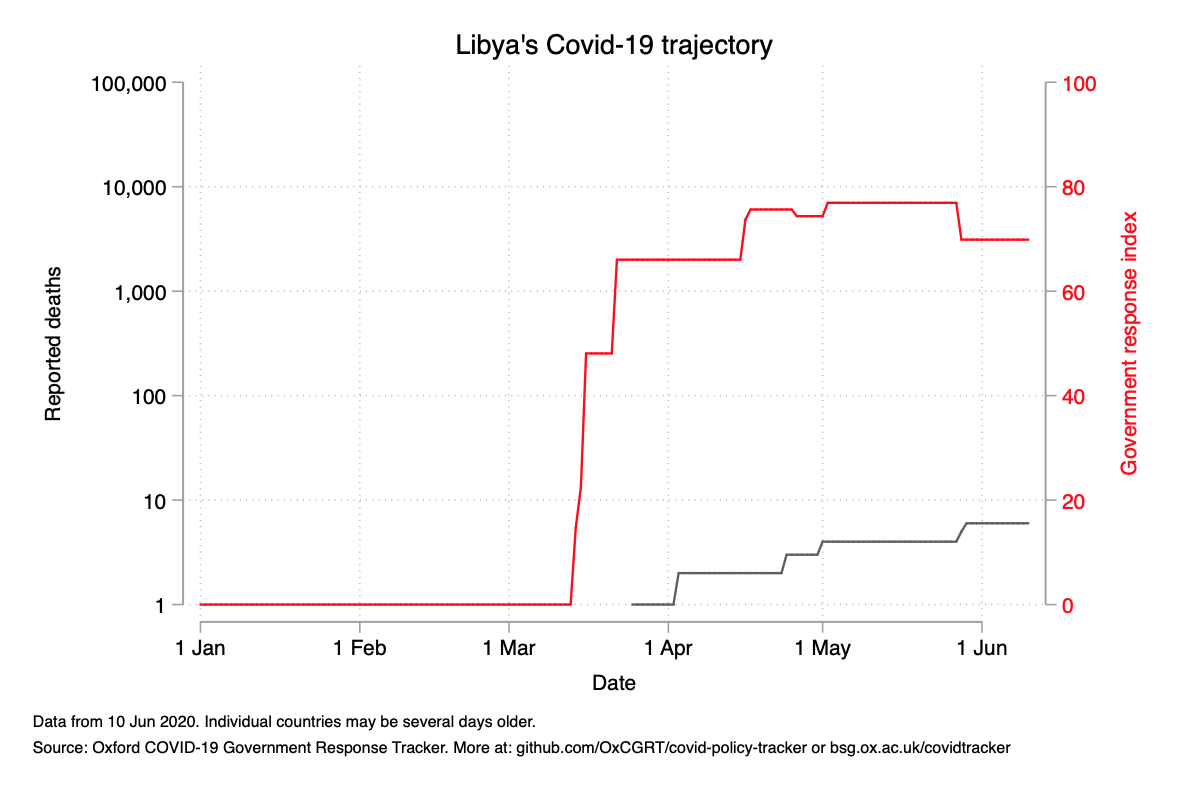 Libya's Covid-19 trajectory
100,000
10,000
1,000
100
10
1
Reported deaths
100
80
60
40
20
0
Government response index
1 Jan
1 Feb
1 Mar
1 Apr
1 May
1 Jun
Date
Data from 10 Jun 2020. Individual countries may be several days older.
Source: Oxford COVID-19 Government Response Tracker. More at: github.com/OxCGRT/covid-policy-tracker or bsg.ox.ac.uk/covidtracker